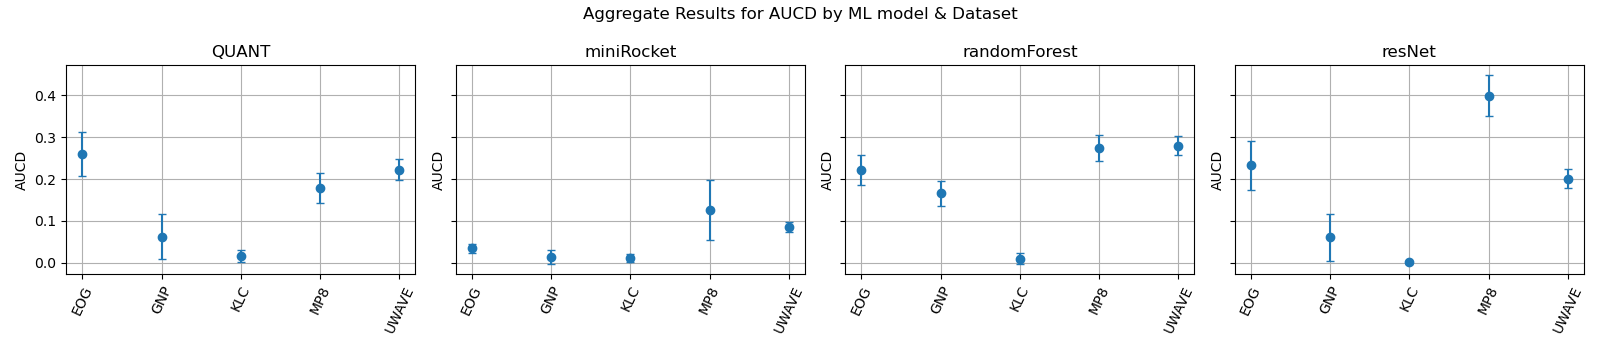 Aggregate Results for AUCD by ML model & Dataset
QUANT
miniRocket
randomForest
resNet
AUCD
0.4
0.3
0.2
0.1
0.0
EOG
GNP
KLC
MP8
UWAVE
AUCD
EOG
GNP
KLC
MP8
UWAVE
AUCD
EOG
GNP
KLC
MP8
UWAVE
AUCD
EOG
GNP
KLC
MP8
UWAVE